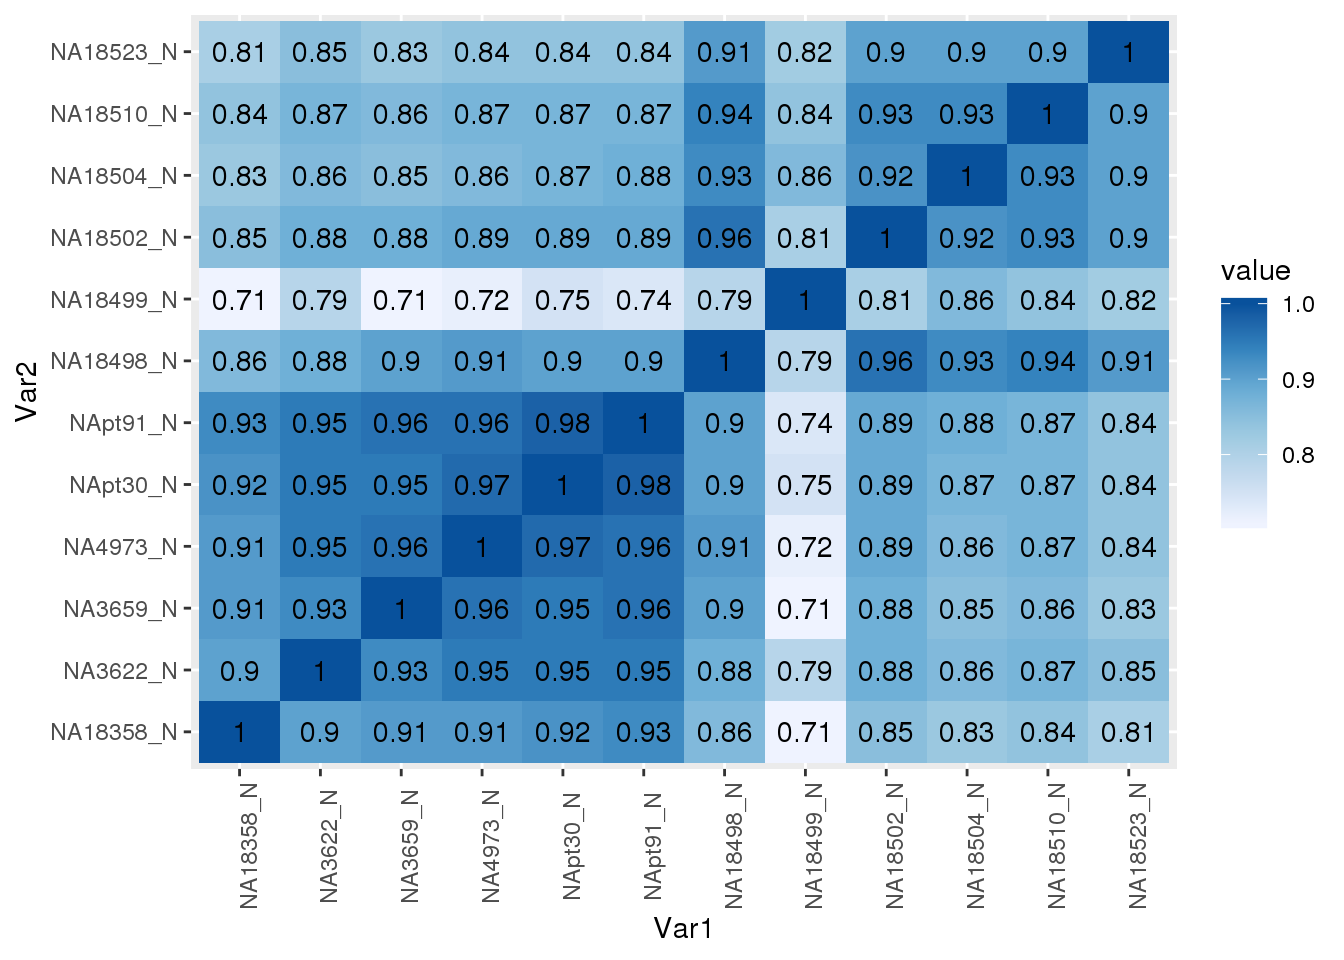 NA18523_N 0.81 0.85 0.83 0.84 0.84 0.84 0.91 0.82 0.9 0.9 0.9 1
NA18510_N 0.84 0.87 0.86 0.87 0.87 0.87 0.94 0.84 0.93 0.93 1 0.9
NA18504_N 0.83 0.86 0.85 0.86 0.87 0.88 0.93 0.86 0.92 1 0.93 0.9
NA18502_N 0.85 0.88 0.88 0.89 0.89 0.89 0.96 0.81 1 0.92 0.93 0.9
NA18499_N 0.71 0.79 0.71 0.72 0.75 0.74 0.79 1 0.81 0.86 0.84 0.82
NA18498_N 0.86 0.88 0.9 0.91 0.9 0.9 1 0.79 0.96 0.93 0.94 0.91
NApt91_N 0.93 0.95 0.96 0.96 0.98 1 0.9 0.74 0.89 0.88 0.87 0.84
NApt30_N 0.92 0.95 0.95 0.97 1 0.98 0.9 0.75 0.89 0.87 0.87 0.84
NA4973_N 0.91 0.95 0.96 1 0.97 0.96 0.91 0.72 0.89 0.86 0.87 0.84
NA3659_N 0.91 0.93 1 0.96 0.95 0.96 0.9 0.71 0.88 0.85 0.86 0.83
NA3622_N 0.9 1 0.93 0.95 0.95 0.95 0.88 0.79 0.88 0.86 0.87 0.85
NA18358_N 1 0.9 0.91 0.91 0.92 0.93 0.86 0.71 0.85 0.83 0.84 0.81
Var2
NA18358_N NA3622_N NA3659_N NA4973_N NApt30_N NApt91_N NA18498_N NA18499_N NA18502_N NA18504_N NA18510_N NA18523_N
Var1
value
1.0
0.9
0.8